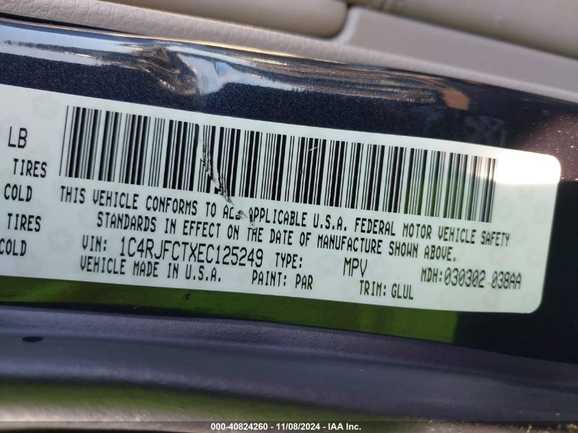 LB
TIRES
COLD
TIRES
COLD
THIS VEHICLE CONFORMS TO ALL APPLICABLE U.S.A. FEDERAL MOTOR VEHICLE SAFETY
STANDARDS IN EFFECT ON THE DATE OF MANUFACTURE SHOWN ABOVE.
VIN: 1C4RJFCTXEC125249 TYPE: MPV MDH:030302 038AA
VEHICLE MADE IN U.S.A. PAINT: PAR TRIM: GLUL
000-40824260 - 11/08/2024 - IAA Inc.